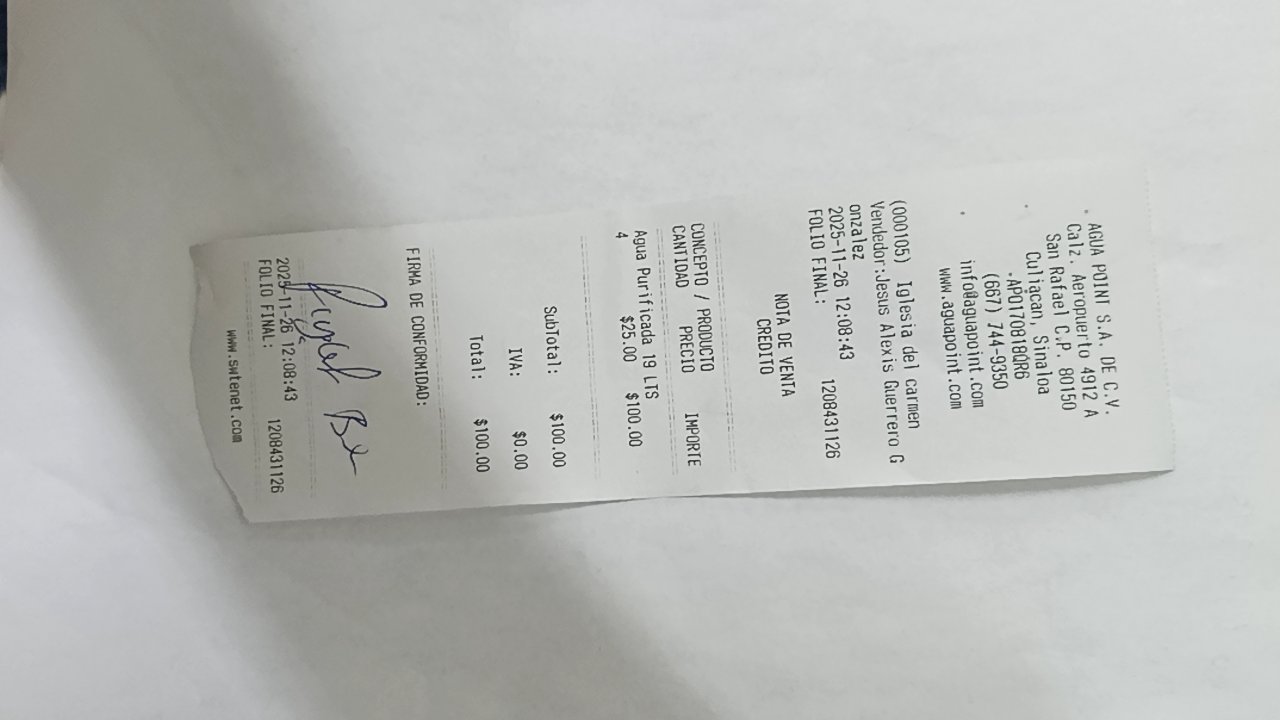 AGUA POINT S.A. DE C.V.
Calz. Aeropuerto 4912 A
San Rafael C.P. 80150
Culiacan, Sinaloa
.APO170818QR6
(667) 744-9350
info@aguapoint.com
www.aguapoint.com
(000105) Iglesia del carmen
Vendedor:Jesus Alexis Guerrero G
onzalez
2025-11-26 12:08:43
FOLIO FINAL: 1208431126
NOTA DE VENTA
CREDITO
CONCEPTO / PRODUCTO
CANTIDAD PRECIO IMPORTE
Agua Purificada 19 LTS
4 $25.00 $100.00
SubTotal: $100.00
IVA: $0.00
Total: $100.00
FIRMA DE CONFORMIDAD:
2025-11-26 12:08:43
FOLIO FINAL: 1208431126
www.swtenet.com